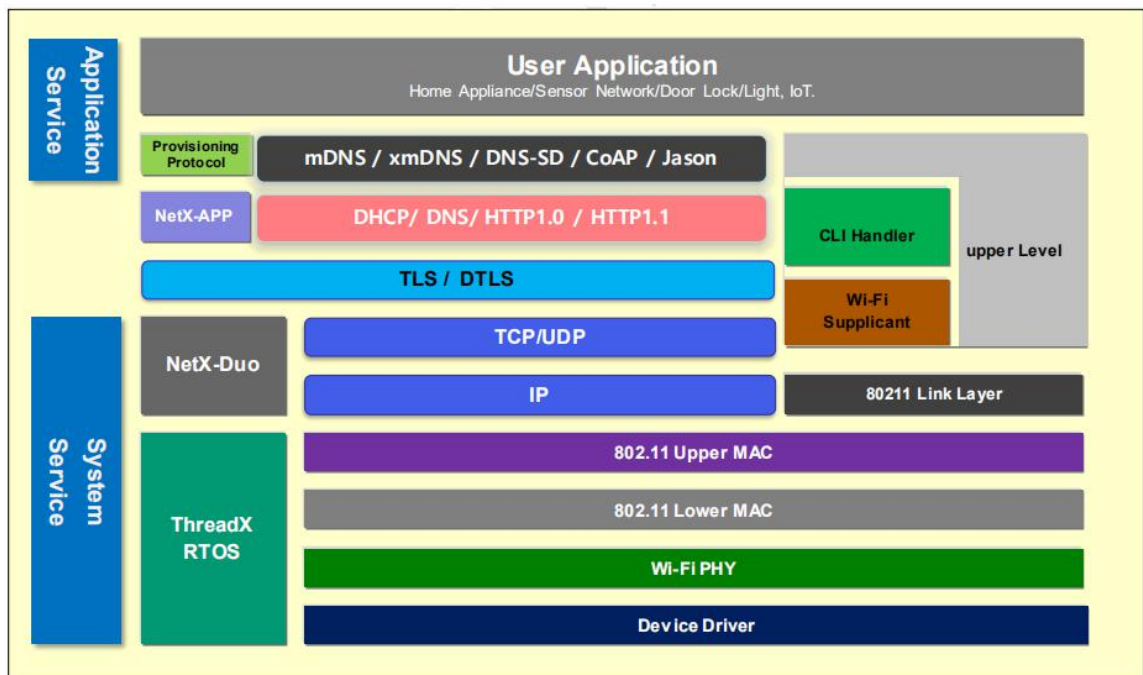 Application
Service
User Application
Home Appliance/Sensor Network/Door Lock/Light, IoT.
Provisioning
Protocol
mDNS / xmDNS / DNS-SD / CoAP / Jason
NetX-APP
DHCP/ DNS/ HTTP1.0 / HTTP1.1
CLI Handler
upper Level
TLS / DTLS
Wi-Fi
Supplicant
System
Service
NetX-Duo
TCP/UDP
IP
80211 Link Layer
ThreadX
RTOS
802.11 Upper MAC
802.11 Lower MAC
Wi-Fi PHY
Device Driver